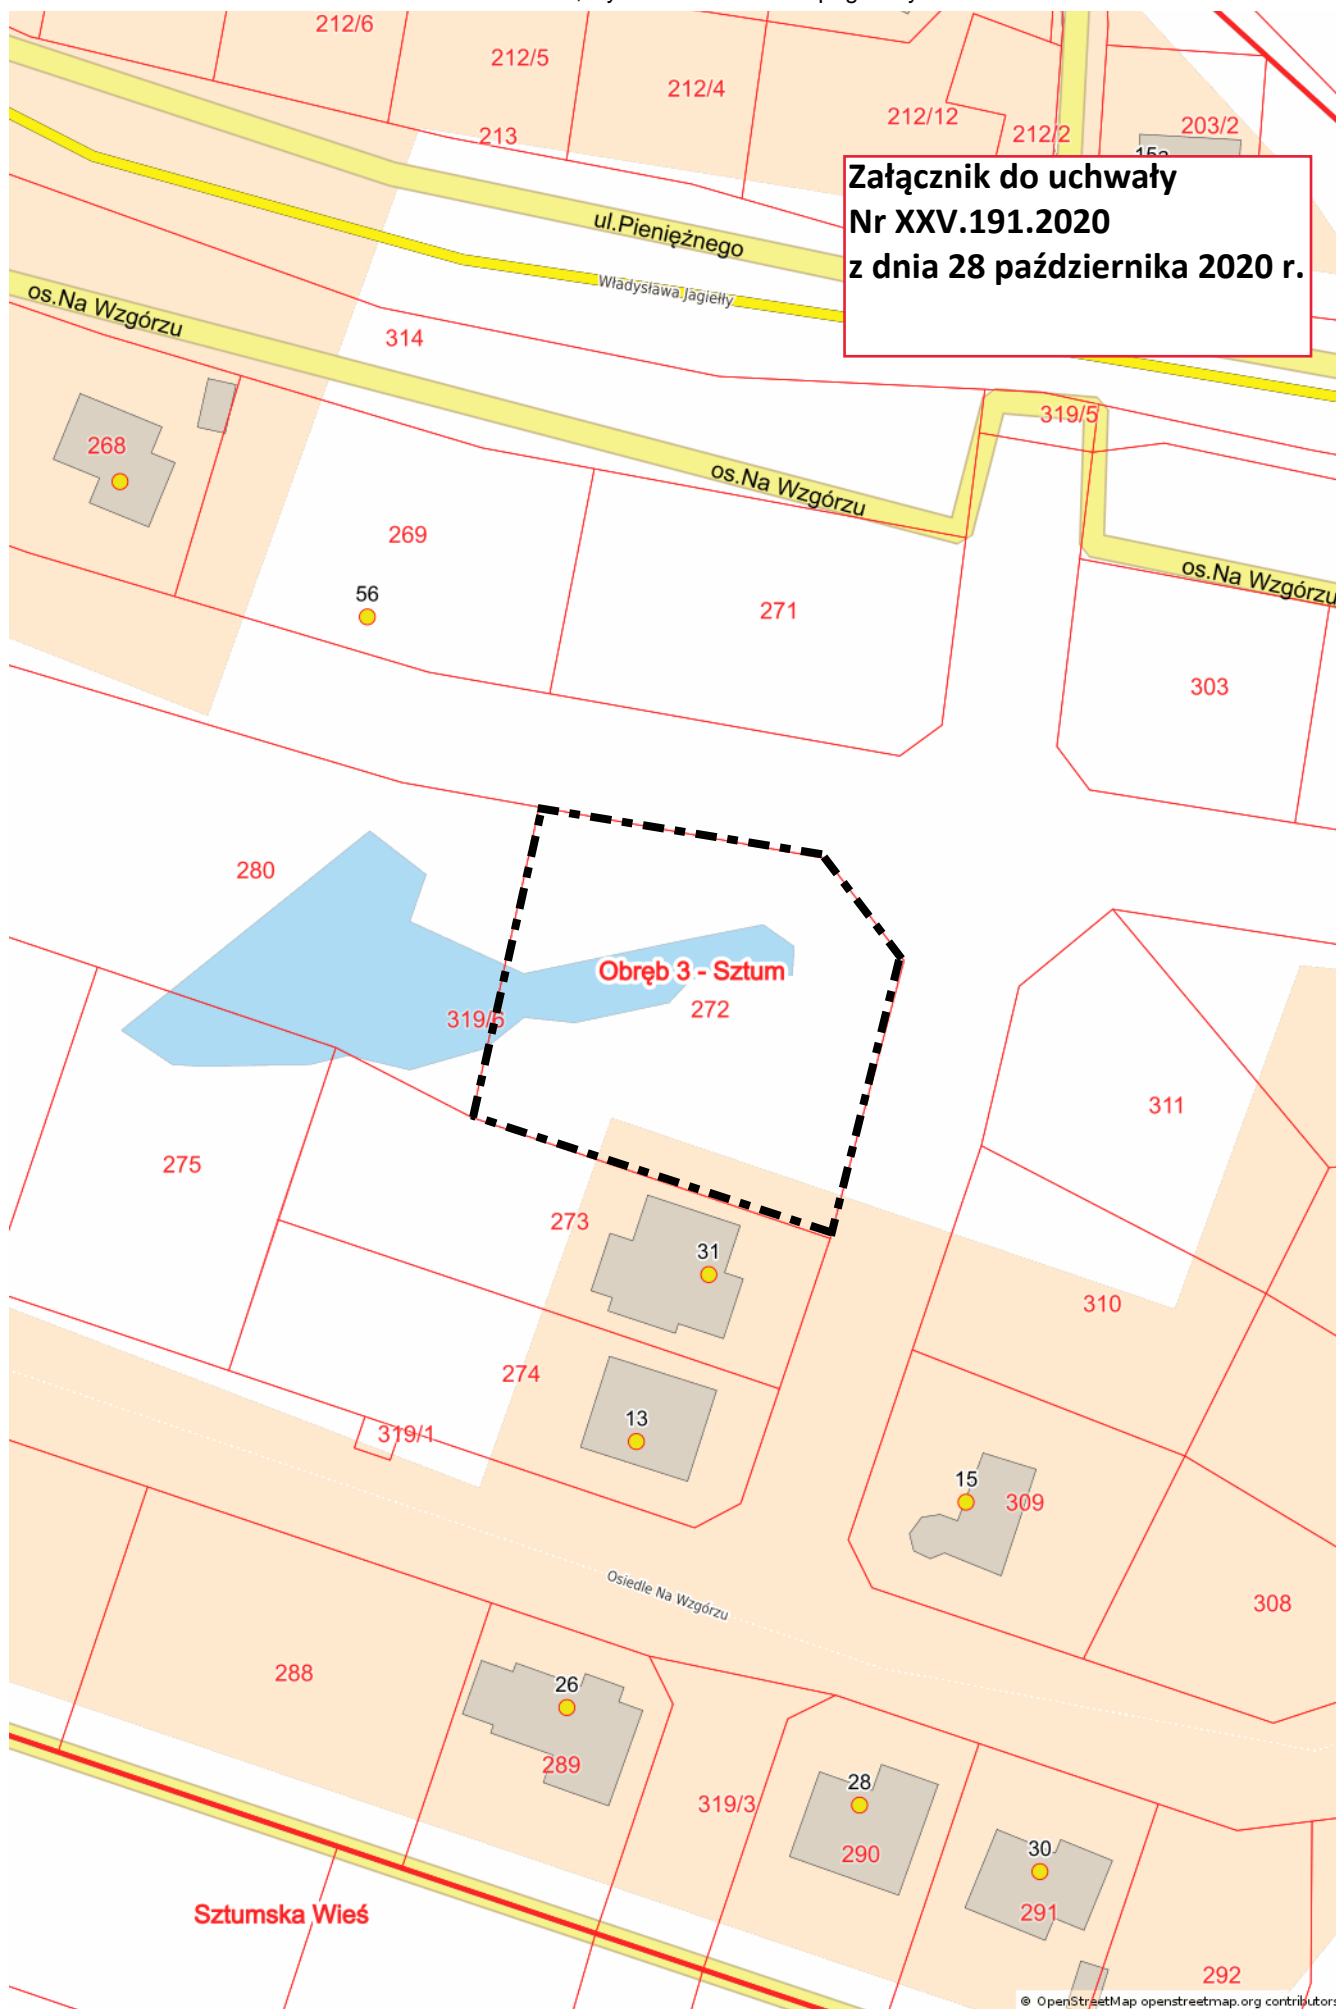 212/6
212/5
212/4
213
212/12
212/2
203/2
15a
Załącznik do uchwały
Nr XXV.191.2020
z dnia 28 października 2020 r.
ul.Pieniężnego
Władysława Jagiełły
os.Na Wzgórzu
314
319/5
268
os.Na Wzgórzu
269
os.Na Wzgórzu
56
271
303
280
Obręb 3 - Sztum
272
319/6
311
275
273
31
310
274
13
319/1
15
309
Osiedle Na Wzgórzu
308
288
26
289
28
319/3
290
30
291
Sztumska Wieś
292
© OpenStreetMap openstreetmap.org contributors